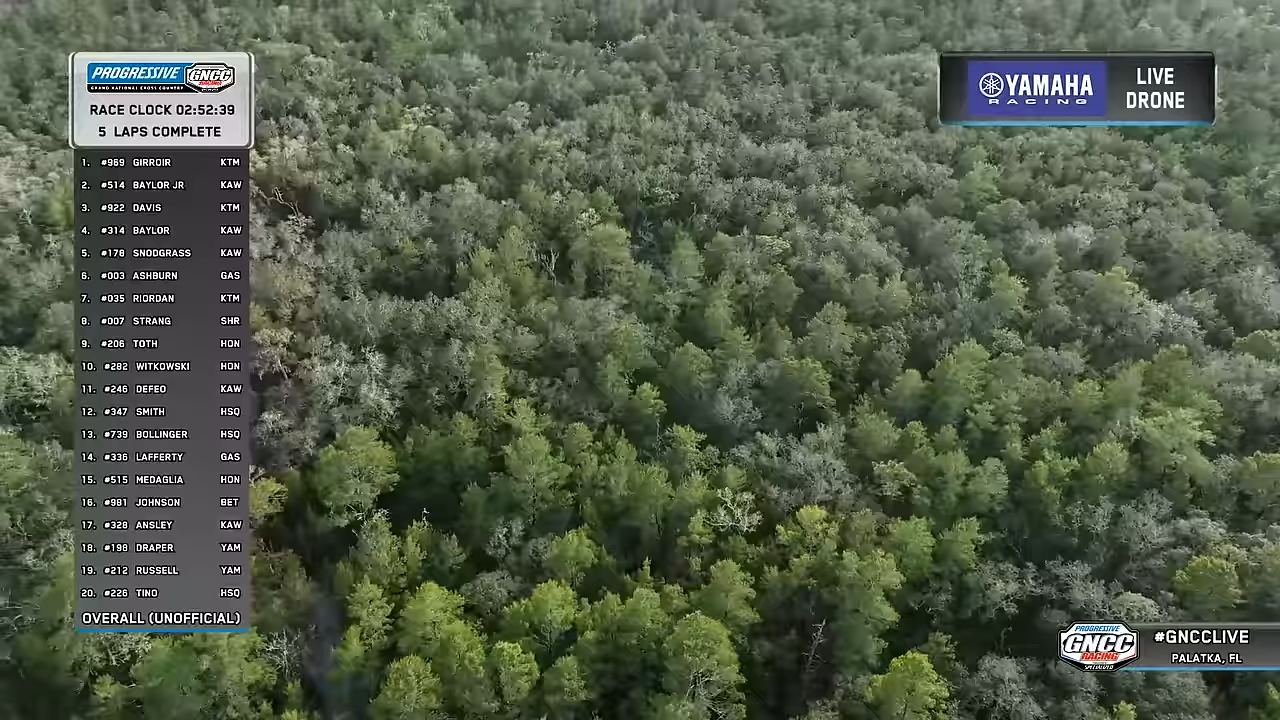 PROGRESSIVE GNCC RACING
GRAND NATIONAL CROSS COUNTRY
RACE CLOCK 02:52:39
5 LAPS COMPLETE
1. #969 GIRROIR KTM
2. #514 BAYLOR JR KAW
3. #922 DAVIS KTM
4. #314 BAYLOR KAW
5. #178 SNODGRASS KAW
6. #003 ASHBURN GAS
7. #035 RIORDAN KTM
8. #007 STRANG SHR
9. #206 TOTH HON
10. #282 WITKOWSKI HON
11. #246 DEFEO KAW
12. #347 SMITH HSQ
13. #739 BOLLINGER HSQ
14. #336 LAFFERTY GAS
15. #515 MEDAGLIA HON
16. #981 JOHNSON BET
17. #328 ANSLEY KAW
18. #198 DRAPER YAM
19. #212 RUSSELL YAM
20. #226 TINO HSQ
OVERALL (UNOFFICIAL)
YAMAHA
RACING
LIVE
DRONE
PROGRESSIVE
GNCC
RACING
SPECIALIZED
#GNCCLIVE
PALATKA, FL